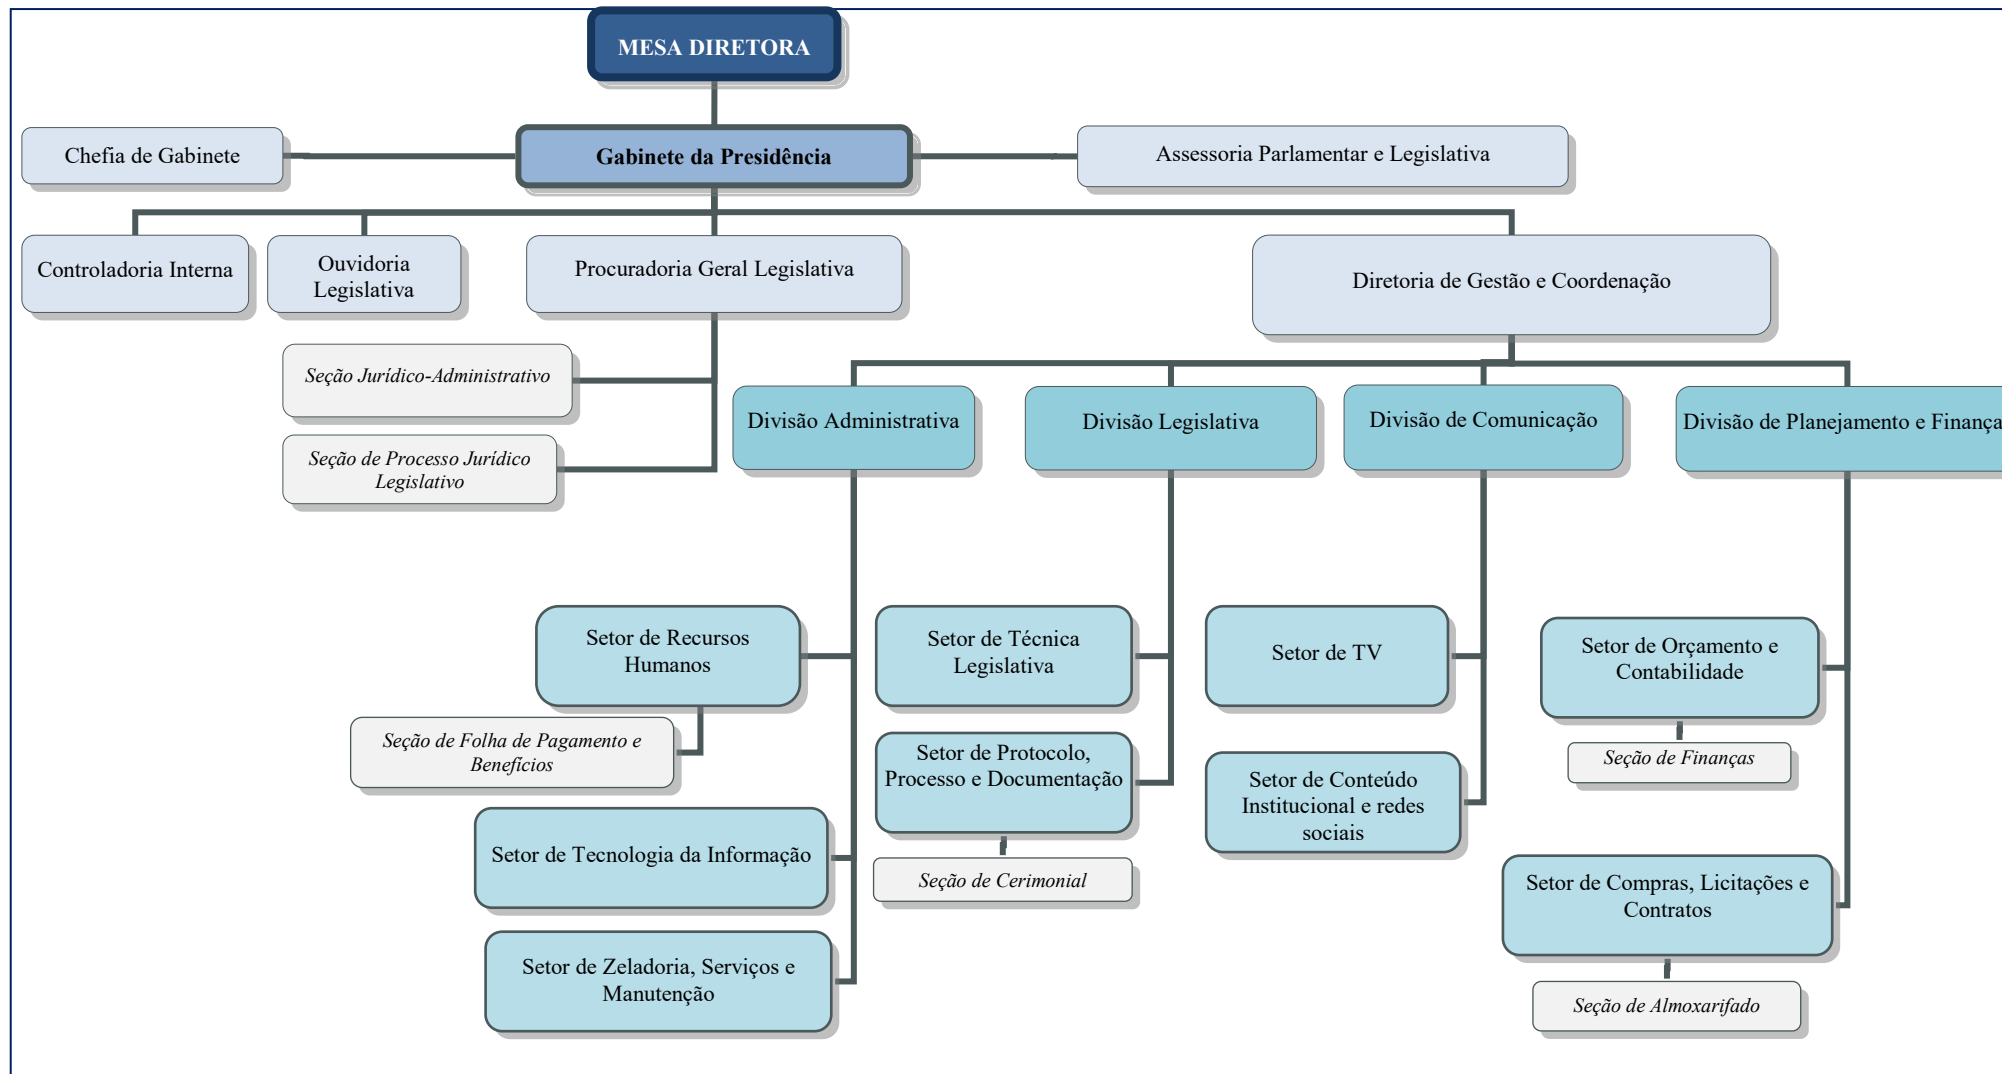 MESA DIRETORA
Chefia de Gabinete
Gabinete da Presidência
Assessoria Parlamentar e Legislativa
Controladoria Interna
Ouvidoria
Legislativa
Procuradoria Geral Legislativa
Diretoria de Gestão e Coordenação
Seção Jurídico-Administrativo
Seção de Processo Jurídico
Legislativo
Divisão Administrativa
Divisão Legislativa
Divisão de Comunicação
Divisão de Planejamento e Finança
Setor de Recursos
Humanos
Setor de Técnica
Legislativa
Setor de TV
Setor de Orçamento e
Contabilidade
Seção de Folha de Pagamento e
Benefícios
Setor de Protocolo,
Processo e Documentação
Setor de Conteúdo
Institucional e redes
sociais
Seção de Finanças
Setor de Tecnologia da Informação
Seção de Cerimonial
Setor de Compras, Licitações e
Contratos
Setor de Zeladoria, Serviços e
Manutenção
Seção de Almoxarifado